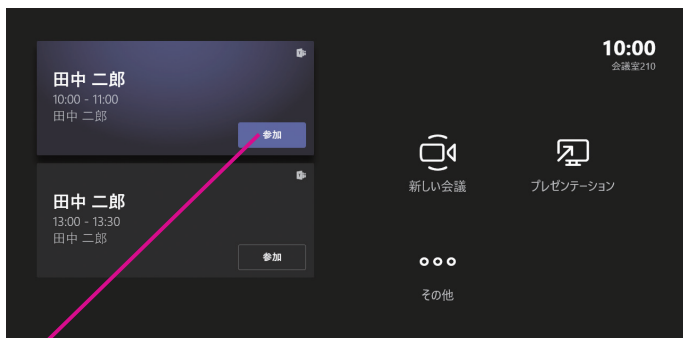 田中 二郎
10:00 - 11:00
田中 二郎
参加
田中 二郎
13:00 - 13:30
田中 二郎
参加
10:00
会議室210
新しい会議
プレゼンテーション
その他